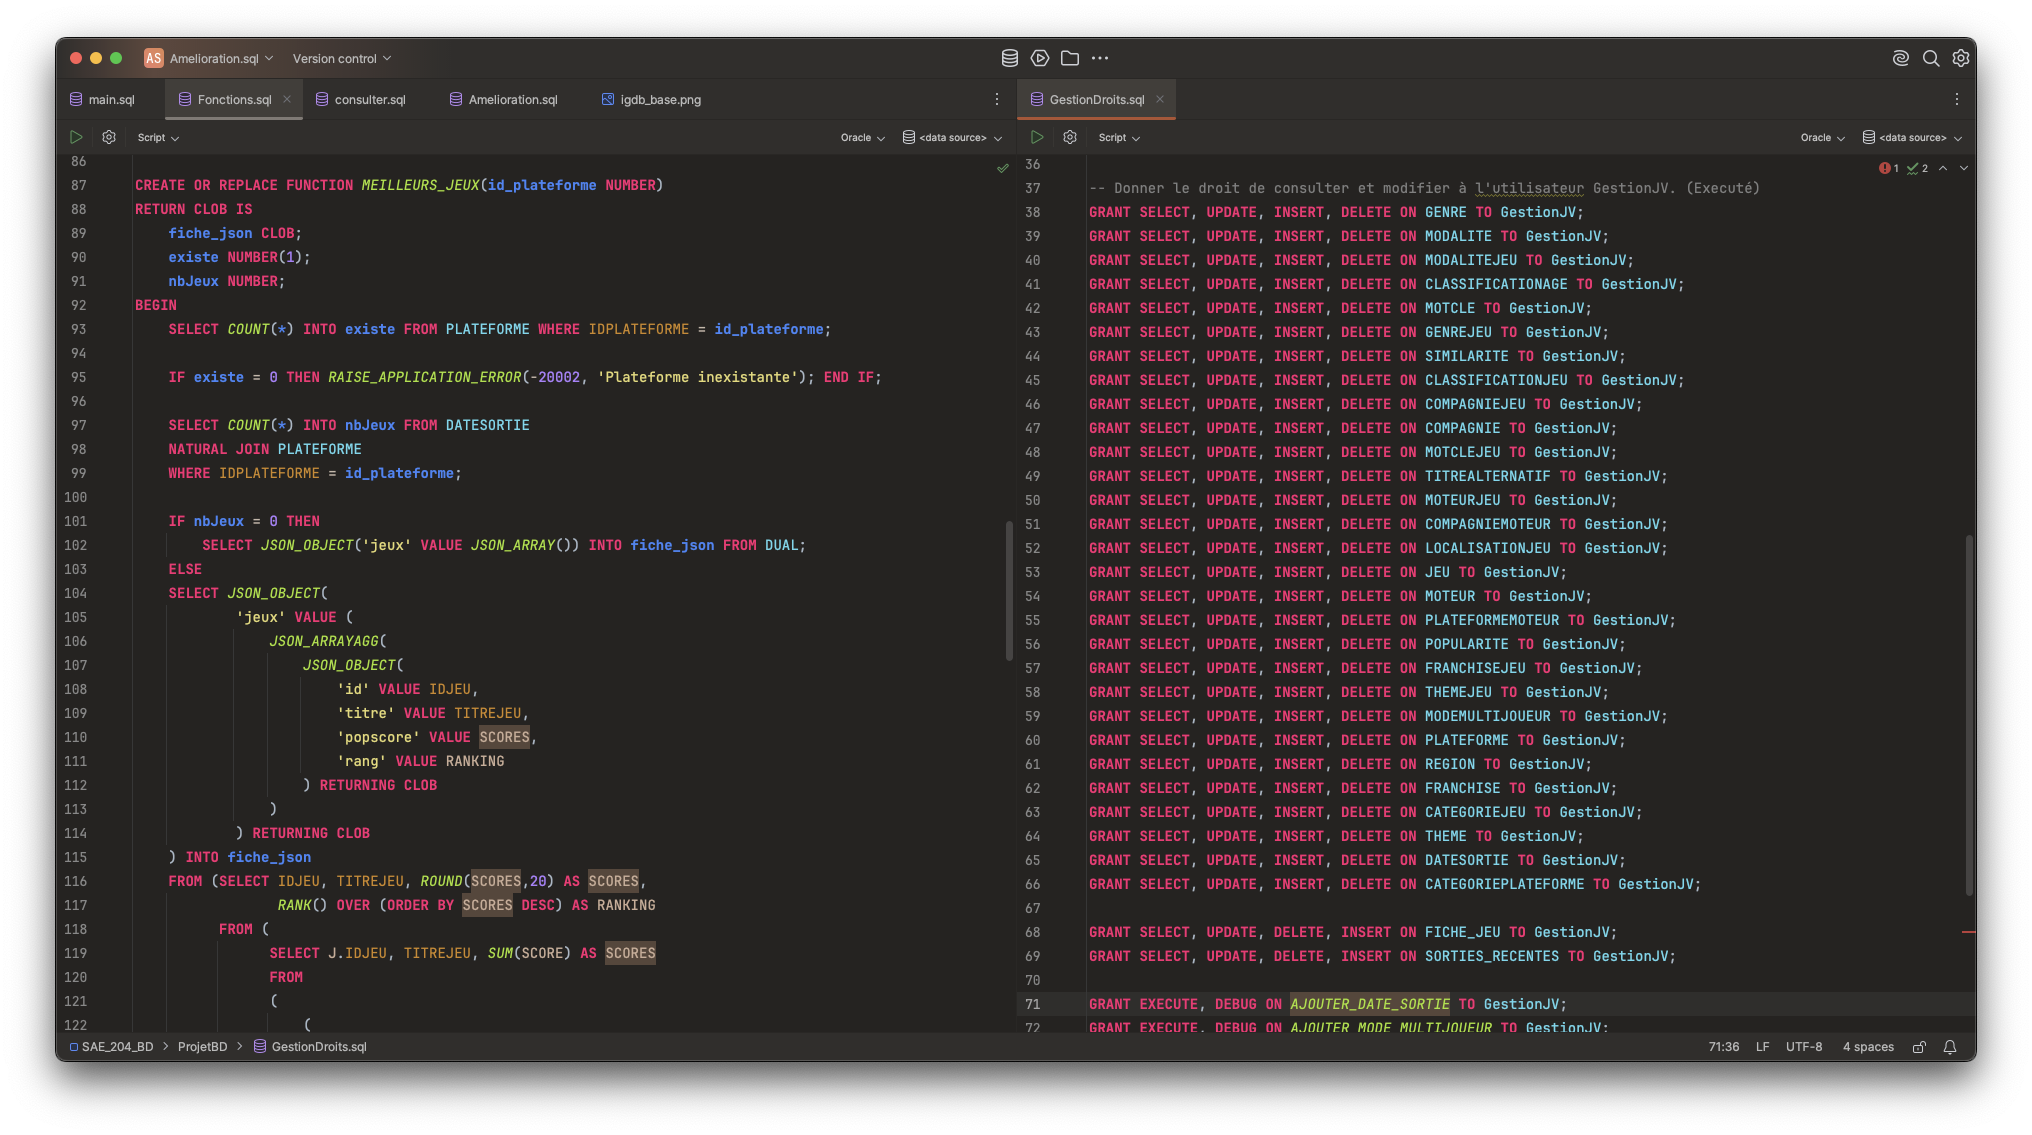 AS Amelioration.sql Version control
main.sql Fonctions.sql consulter.sql Amelioration.sql igdb_base.png
Script Oracle <data source>
86
87 CREATE OR REPLACE FUNCTION MEILLEURS_JEUX(id_plateforme NUMBER)
88 RETURN CLOB IS
89 fiche_json CLOB;
90 existe NUMBER(1);
91 nbJeux NUMBER;
92 BEGIN
93 SELECT COUNT(*) INTO existe FROM PLATEFORME WHERE IDPLATEFORME = id_plateforme;
94
95 IF existe = 0 THEN RAISE_APPLICATION_ERROR(-20002, 'Plateforme inexistante'); END IF;
96
97 SELECT COUNT(*) INTO nbJeux FROM DATESORTIE
98 NATURAL JOIN PLATEFORME
99 WHERE IDPLATEFORME = id_plateforme;
100
101 IF nbJeux = 0 THEN
102 SELECT JSON_OBJECT('jeux' VALUE JSON_ARRAY()) INTO fiche_json FROM DUAL;
103 ELSE
104 SELECT JSON_OBJECT(
105 'jeux' VALUE (
106 JSON_ARRAYAGG(
107 JSON_OBJECT(
108 'id' VALUE IDJEU,
109 'titre' VALUE TITREJEU,
110 'popscore' VALUE SCORES,
111 'rang' VALUE RANKING
112 ) RETURNING CLOB
113 )
114 ) RETURNING CLOB
115 ) INTO fiche_json
116 FROM (SELECT IDJEU, TITREJEU, ROUND(SCORES,20) AS SCORES,
117 RANK() OVER (ORDER BY SCORES DESC) AS RANKING
118 FROM (
119 SELECT J.IDJEU, TITREJEU, SUM(SCORE) AS SCORES
120 FROM
121 (
122 (
GestionDroits.sql
Script Oracle <data source>
1 2
36
37 -- Donner le droit de consulter et modifier à l'utilisateur GestionJV. (Executé)
38 GRANT SELECT, UPDATE, INSERT, DELETE ON GENRE TO GestionJV;
39 GRANT SELECT, UPDATE, INSERT, DELETE ON MODALITE TO GestionJV;
40 GRANT SELECT, UPDATE, INSERT, DELETE ON MODALITEJEU TO GestionJV;
41 GRANT SELECT, UPDATE, INSERT, DELETE ON CLASSIFICATIONAGE TO GestionJV;
42 GRANT SELECT, UPDATE, INSERT, DELETE ON MOTCLE TO GestionJV;
43 GRANT SELECT, UPDATE, INSERT, DELETE ON GENREJEU TO GestionJV;
44 GRANT SELECT, UPDATE, INSERT, DELETE ON SIMILARITE TO GestionJV;
45 GRANT SELECT, UPDATE, INSERT, DELETE ON CLASSIFICATIONJEU TO GestionJV;
46 GRANT SELECT, UPDATE, INSERT, DELETE ON COMPAGNIEJEU TO GestionJV;
47 GRANT SELECT, UPDATE, INSERT, DELETE ON COMPAGNIE TO GestionJV;
48 GRANT SELECT, UPDATE, INSERT, DELETE ON MOTCLEJEU TO GestionJV;
49 GRANT SELECT, UPDATE, INSERT, DELETE ON TITREALTERNATIF TO GestionJV;
50 GRANT SELECT, UPDATE, INSERT, DELETE ON MOTEURJEU TO GestionJV;
51 GRANT SELECT, UPDATE, INSERT, DELETE ON COMPAGNIEMOTEUR TO GestionJV;
52 GRANT SELECT, UPDATE, INSERT, DELETE ON LOCALISATIONJEU TO GestionJV;
53 GRANT SELECT, UPDATE, INSERT, DELETE ON JEU TO GestionJV;
54 GRANT SELECT, UPDATE, INSERT, DELETE ON MOTEUR TO GestionJV;
55 GRANT SELECT, UPDATE, INSERT, DELETE ON PLATEFORMEMOTEUR TO GestionJV;
56 GRANT SELECT, UPDATE, INSERT, DELETE ON POPULARITE TO GestionJV;
57 GRANT SELECT, UPDATE, INSERT, DELETE ON FRANCHISEJEU TO GestionJV;
58 GRANT SELECT, UPDATE, INSERT, DELETE ON THEMEJEU TO GestionJV;
59 GRANT SELECT, UPDATE, INSERT, DELETE ON MODEMULTIJOUEUR TO GestionJV;
60 GRANT SELECT, UPDATE, INSERT, DELETE ON PLATEFORME TO GestionJV;
61 GRANT SELECT, UPDATE, INSERT, DELETE ON REGION TO GestionJV;
62 GRANT SELECT, UPDATE, INSERT, DELETE ON FRANCHISE TO GestionJV;
63 GRANT SELECT, UPDATE, INSERT, DELETE ON CATEGORIEJEU TO GestionJV;
64 GRANT SELECT, UPDATE, INSERT, DELETE ON THEME TO GestionJV;
65 GRANT SELECT, UPDATE, INSERT, DELETE ON DATESORTIE TO GestionJV;
66 GRANT SELECT, UPDATE, INSERT, DELETE ON CATEGORIEPLATEFORME TO GestionJV;
67
68 GRANT SELECT, UPDATE, DELETE, INSERT ON FICHE_JEU TO GestionJV;
69 GRANT SELECT, UPDATE, DELETE, INSERT ON SORTIES_RECENTES TO GestionJV;
70
71 GRANT EXECUTE, DEBUG ON AJOUTER_DATE_SORTIE TO GestionJV;
72 GRANT EXECUTE, DEBUG ON AJOUTER_MODE_MULTIJOUEUR TO GestionJV;
SAE_204_BD > ProjetBD > GestionDroits.sql
71:36 LF UTF-8 4 spaces